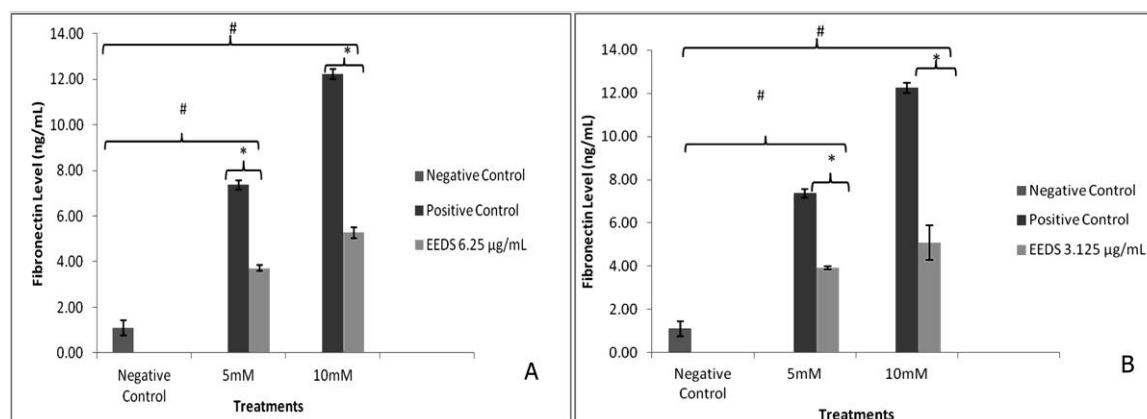 14.00
12.00
10.00
8.00
6.00
4.00
2.00
0.00
Fibronectin Level (ng/mL)
#
*
#
*
Negative Control
Positive Control
EEDS 6.25 µg/mL
Negative
Control
5mM
10mM
Treatments
A
14.00
12.00
10.00
8.00
6.00
4.00
2.00
0.00
Fibronectin Level (ng/mL)
#
*
#
*
Negative Control
Positive Control
EEDS 3.125 µg/mL
Negative
Control
5mM
10mM
Treatments
B